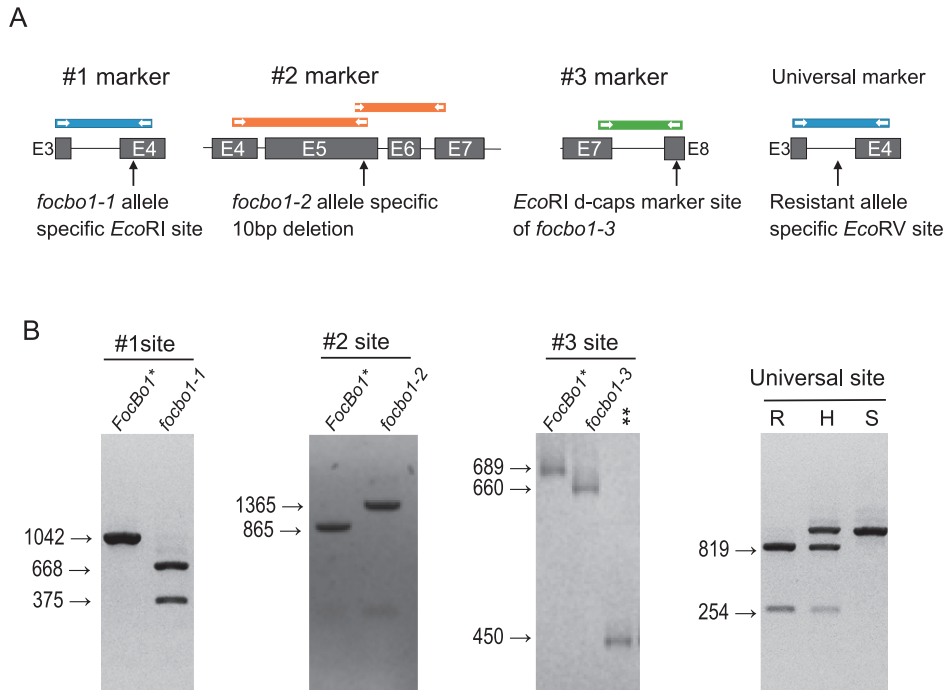 A
#1 marker
#2 marker
#3 marker
Universal marker
E3
E4
E4
E5
E6
E7
E7
E8
E3
E4
focbo1-1 allele
specific EcoRI site
focbo1-2 allele specific
10bp deletion
EcoRI d-caps marker site
of focbo1-3
Resistant allele
specific EcoRV site
B
#1site
FocBo1*
focbo1-1
1042 →
668 →
375 →
#2 site
FocBo1*
focbo1-2
1365 →
865 →
#3 site
FocBo1*
focbo1-3
**
689 →
660 →
450 →
Universal site
R H S
819 →
254 →